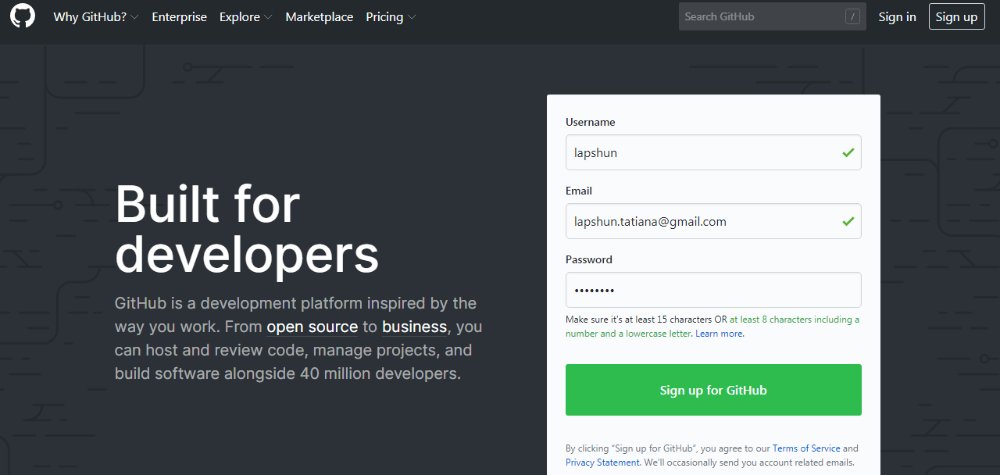 Why GitHub? Enterprise Explore Marketplace Pricing Search GitHub / Sign in Sign up
Built for
developers
GitHub is a development platform inspired by the
way you work. From open source to business, you
can host and review code, manage projects, and
build software alongside 40 million developers.
Username
lapshun
Email
lapshun.tatiana@gmail.com
Password
••••••••
Make sure it's at least 15 characters OR at least 8 characters including a
number and a lowercase letter. Learn more.
Sign up for GitHub
By clicking “Sign up for GitHub”, you agree to our Terms of Service and
Privacy Statement. We’ll occasionally send you account related emails.